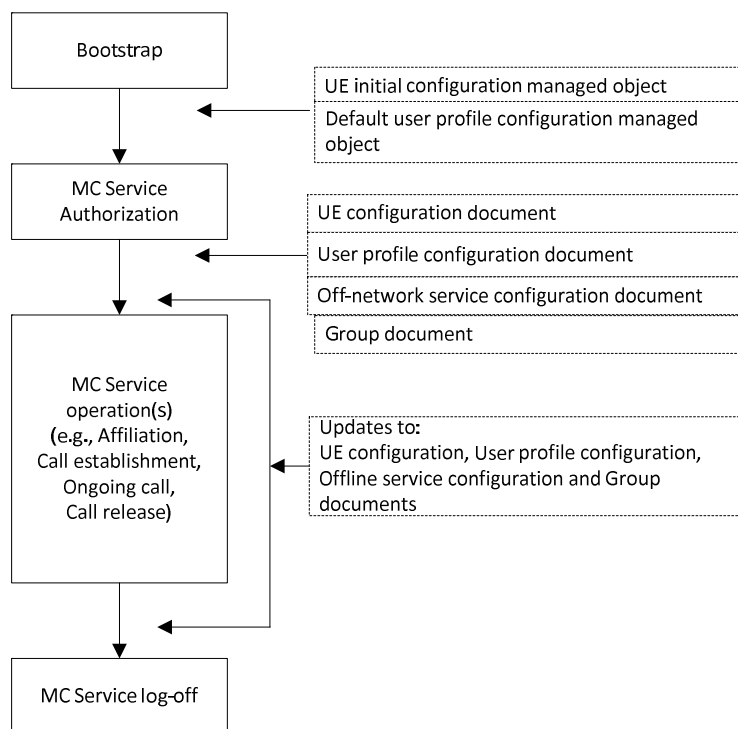 Bootstrap
UE initial configuration managed object
Default user profile configuration managed
object
MC Service
Authorization
UE configuration document
User profile configuration document
Off-network service configuration document
Group document
MC Service
operation(s)
(e.g., Affiliation,
Call establishment,
Ongoing call,
Call release)
Updates to:
UE configuration, User profile configuration,
Offline service configuration and Group
documents
MC Service log-off